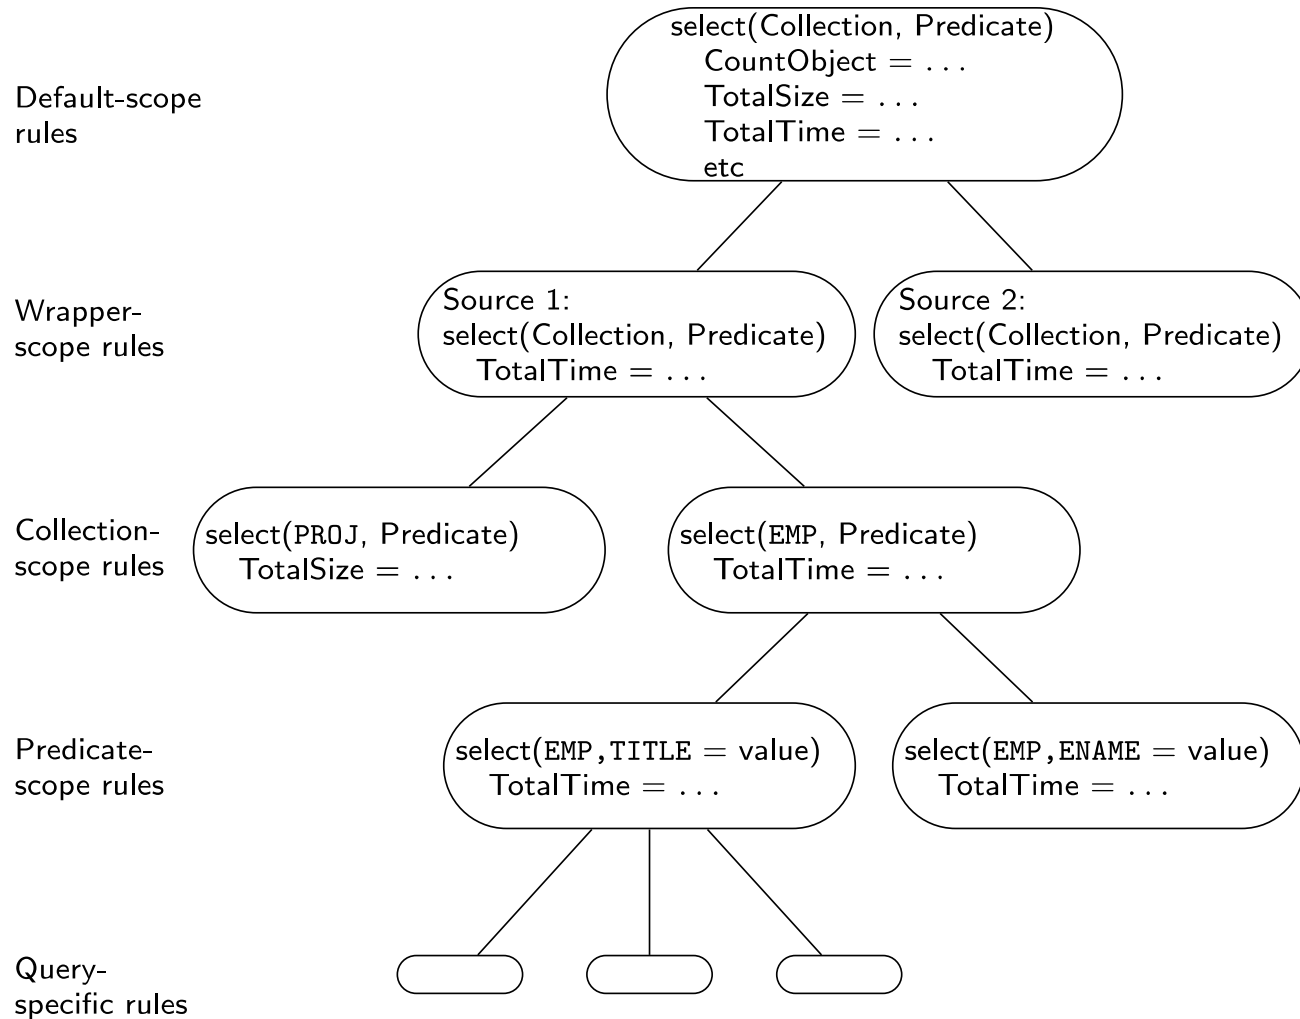 Default-scope
rules
select(Collection, Predicate)
CountObject = . . .
TotalSize = . . .
TotalTime = . . .
etc
Wrapper-
scope rules
Source 1:
select(Collection, Predicate)
TotalTime = . . .
Source 2:
select(Collection, Predicate)
TotalTime = . . .
Collection-
scope rules
select(PROJ, Predicate)
TotalSize = . . .
select(EMP, Predicate)
TotalTime = . . .
Predicate-
scope rules
select(EMP,TITLE = value)
TotalTime = . . .
select(EMP,ENAME = value)
TotalTime = . . .
Query-
specific rules